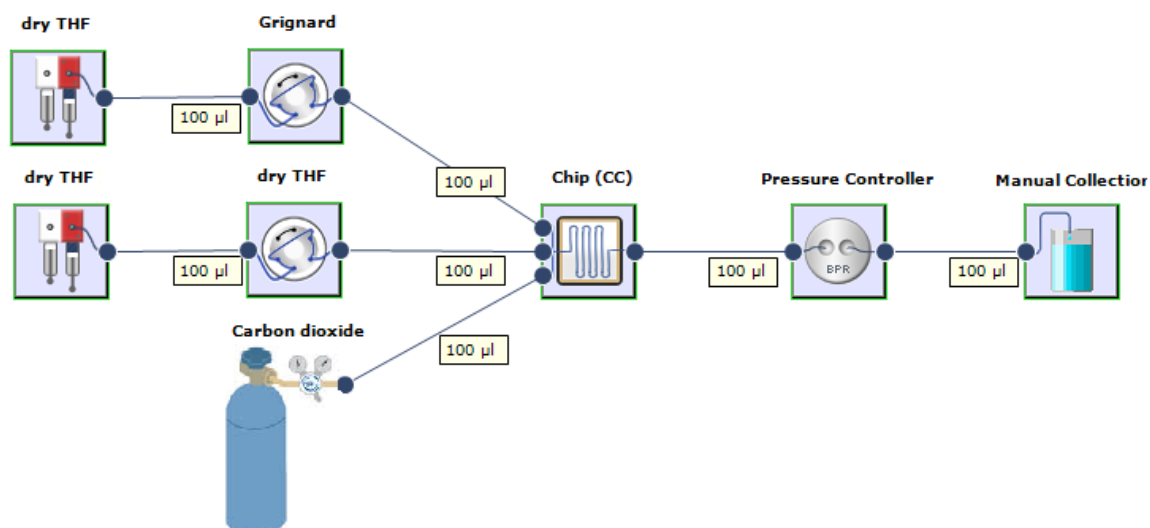 dry THF
Grignard
100 µl
100 µl
dry THF
dry THF
Chip (CC)
Pressure Controller
Manual Collection
100 µl
100 µl
100 µl
100 µl
BPR
Carbon dioxide
100 µl